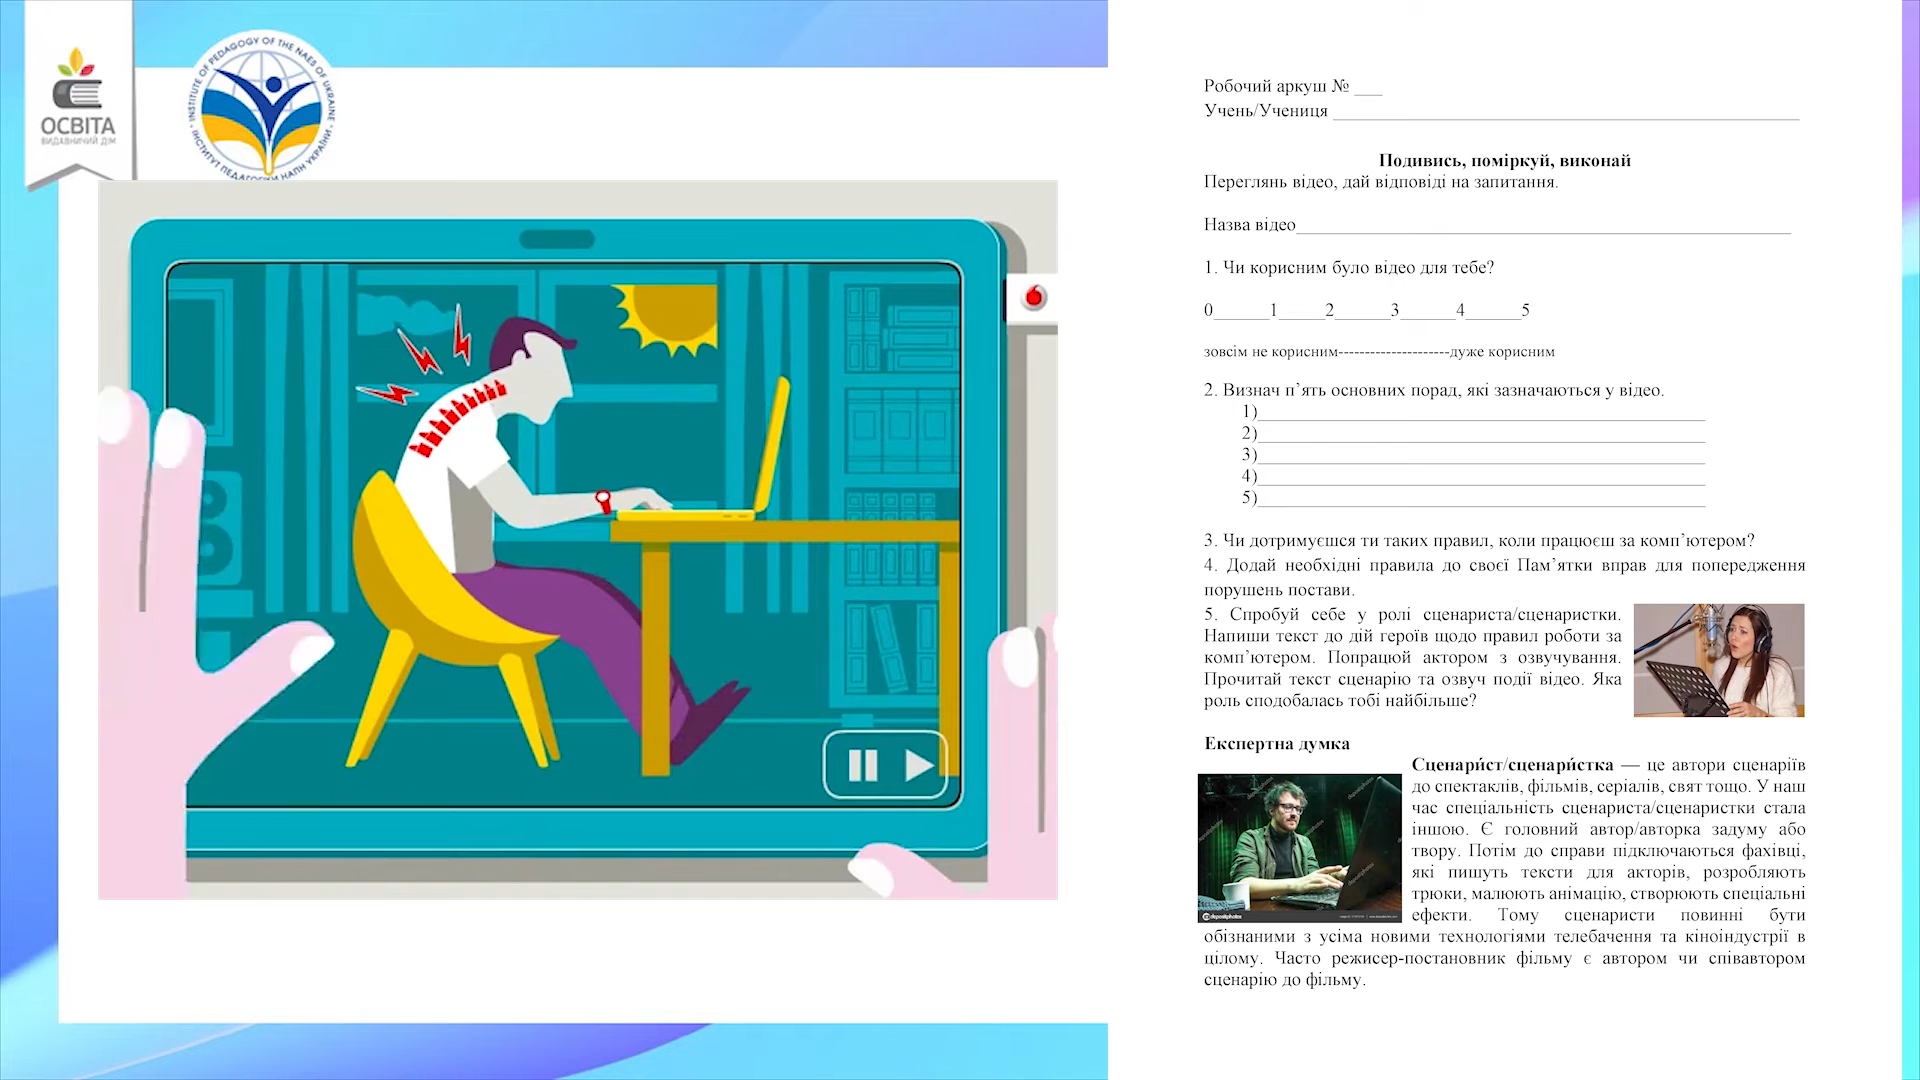 ОСВІТА
ВИДАВНИЧИЙ ДІМ
INSTITUTE OF PEDAGOGY OF THE NAES OF UKRAINE
ІНСТИТУТ ПЕДАГОГІКИ НАПН УКРАЇНИ
Робочий аркуш № ___
Учень/Учениця ___
Подивись, поміркуй, виконай
Переглянь відео, дай відповіді на запитання.
Назва відео___
1. Чи корисним було відео для тебе?
0______1_____2______3______4______5
зовсім не корисним---------------------дуже корисним
2. Визнач п’ять основних порад, які зазначаються у відео.
1)___
2)___
3)___
4)___
5)___
3. Чи дотримуєшся ти таких правил, коли працюєш за комп’ютером?
4. Додай необхідні правила до своєї Пам’ятки вправ для попередження
порушень постави.
5. Спробуй себе у ролі сценариста/сценаристки.
Напиши текст до дій героїв щодо правил роботи за
комп’ютером. Попрацюй актором з озвучування.
Прочитай текст сценарію та озвуч події відео. Яка
роль сподобалась тобі найбільше?
Експертна думка
Сценари́ст/сценари́стка — це автори сценаріїв
до спектаклів, фільмів, серіалів, свят тощо. У наш
час спеціальність сценариста/сценаристки стала
іншою. Є головний автор/авторка задуму або
твору. Потім до справи підключаються фахівці,
які пишуть тексти для акторів, розробляють
трюки, малюють анімацію, створюють спеціальні
ефекти. Тому сценаристи повинні бути
обізнаними з усіма новими технологіями телебачення та кіноіндустрії в
цілому. Часто режисер-постановник фільму є автором чи співавтором
сценарію до фільму.
depositphotos